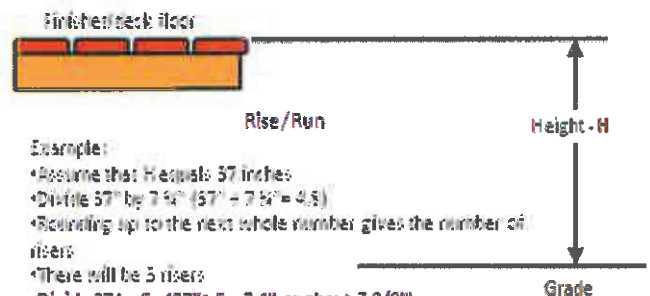 Finished deck floor
Rise/Run
Height - H
Example:
•Assume that H equals 37 inches
•Divide 37" by 7 ¾" (37" ÷ 7 ¾"= 4.8)
•Rounding up to the next whole number gives the number of
risers
•There will be 5 risers
Grade